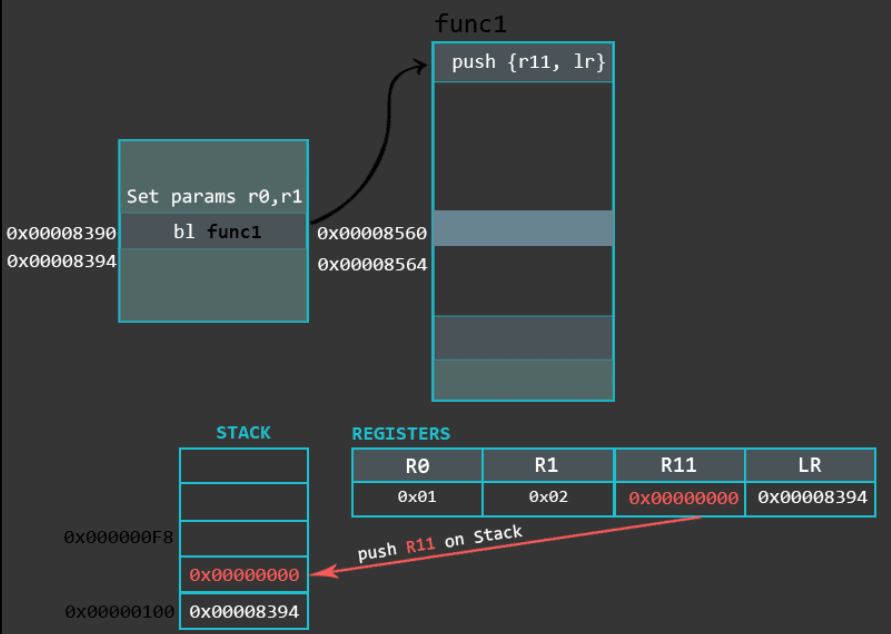 func1
push {r11, lr}
Set params r0,r1
0x00008390
bl func1
0x00008560
0x00008394
0x00008564
STACK
REGISTERS
R0
R1
R11
LR
0x01
0x02
0x00000000
0x00008394
0x000000F8
push R11 on Stack
0x00000000
0x00000100
0x00008394